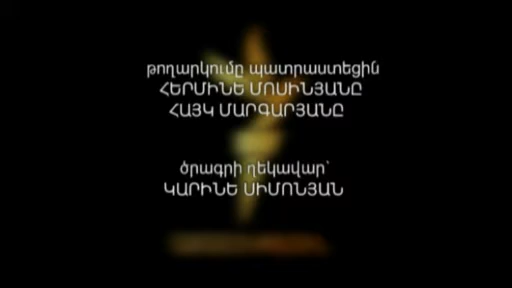 թողարկումը պատրաստեցին
ՀԵՐՄԻՆԵ ՄՈՍԻՆՅԱՆԸ
ՀԱՅԿ ՄԱՐԳԱՐՅԱՆԸ
ծրագրի ղեկավար՝
ԿԱՐԻՆԵ ՍԻՄՈՆՅԱՆ